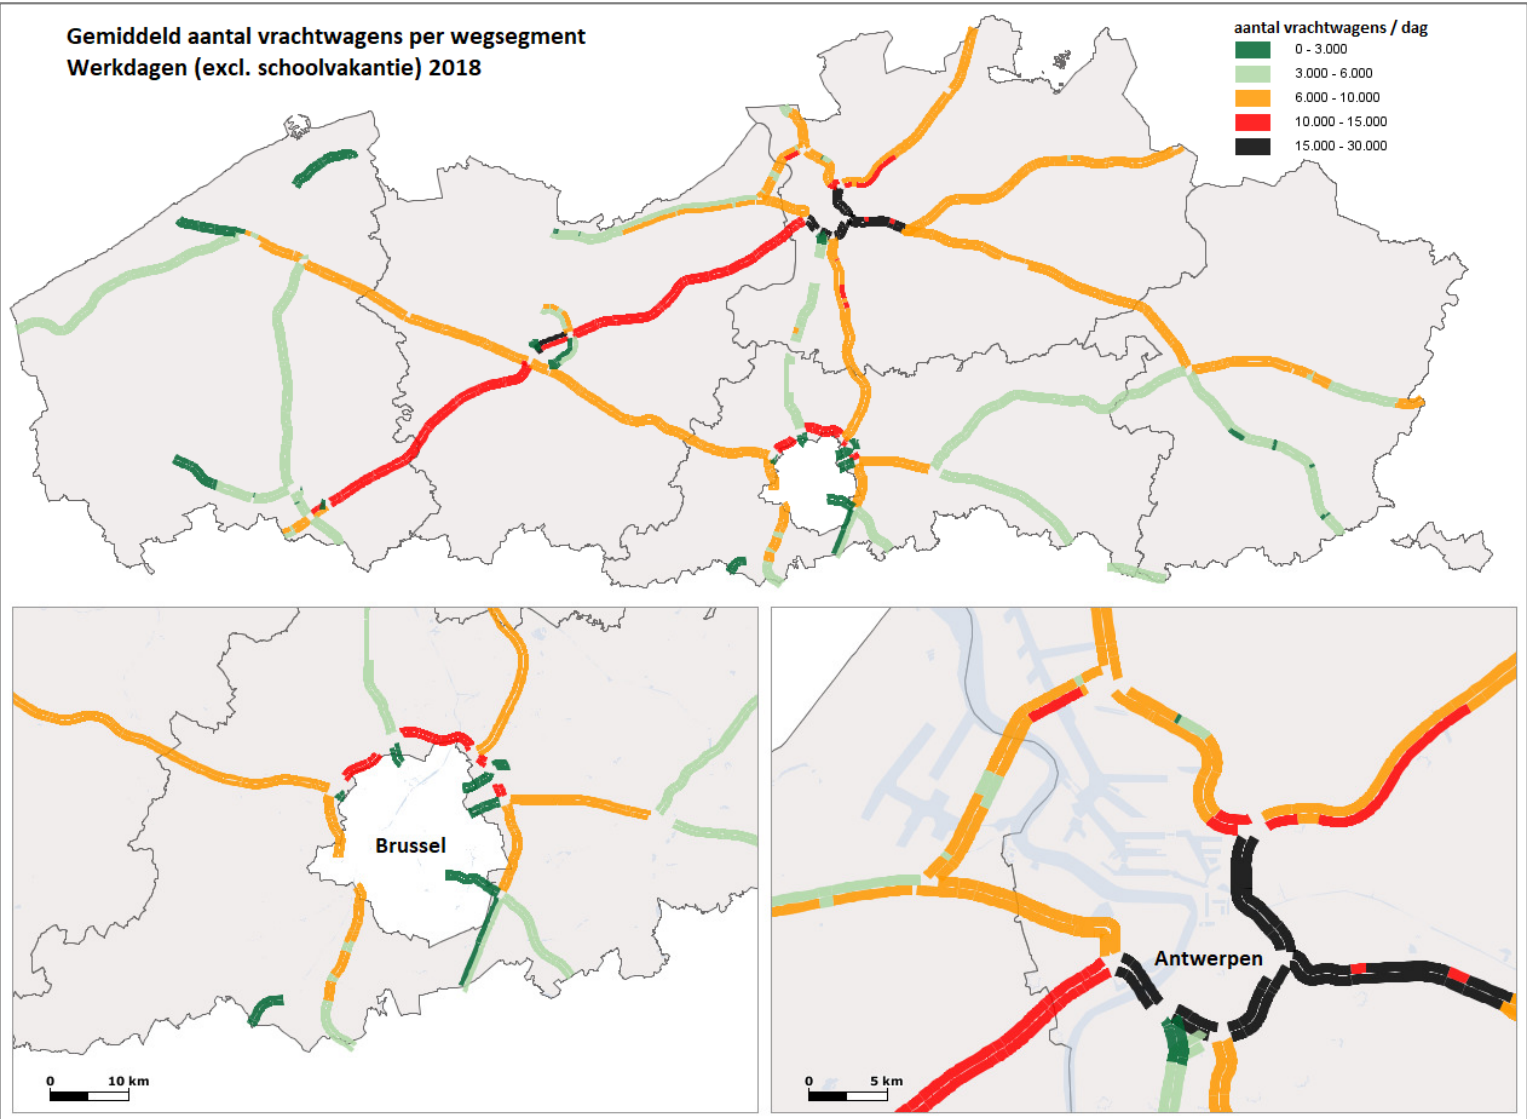 Gemiddeld aantal vrachtwagens per wegsegment
Werkdagen (excl. schoolvakantie) 2018
aantal vrachtwagens / dag
0 - 3.000
3.000 - 6.000
6.000 - 10.000
10.000 - 15.000
15.000 - 30.000
Brussel
0 10 km
Antwerpen
0 5 km